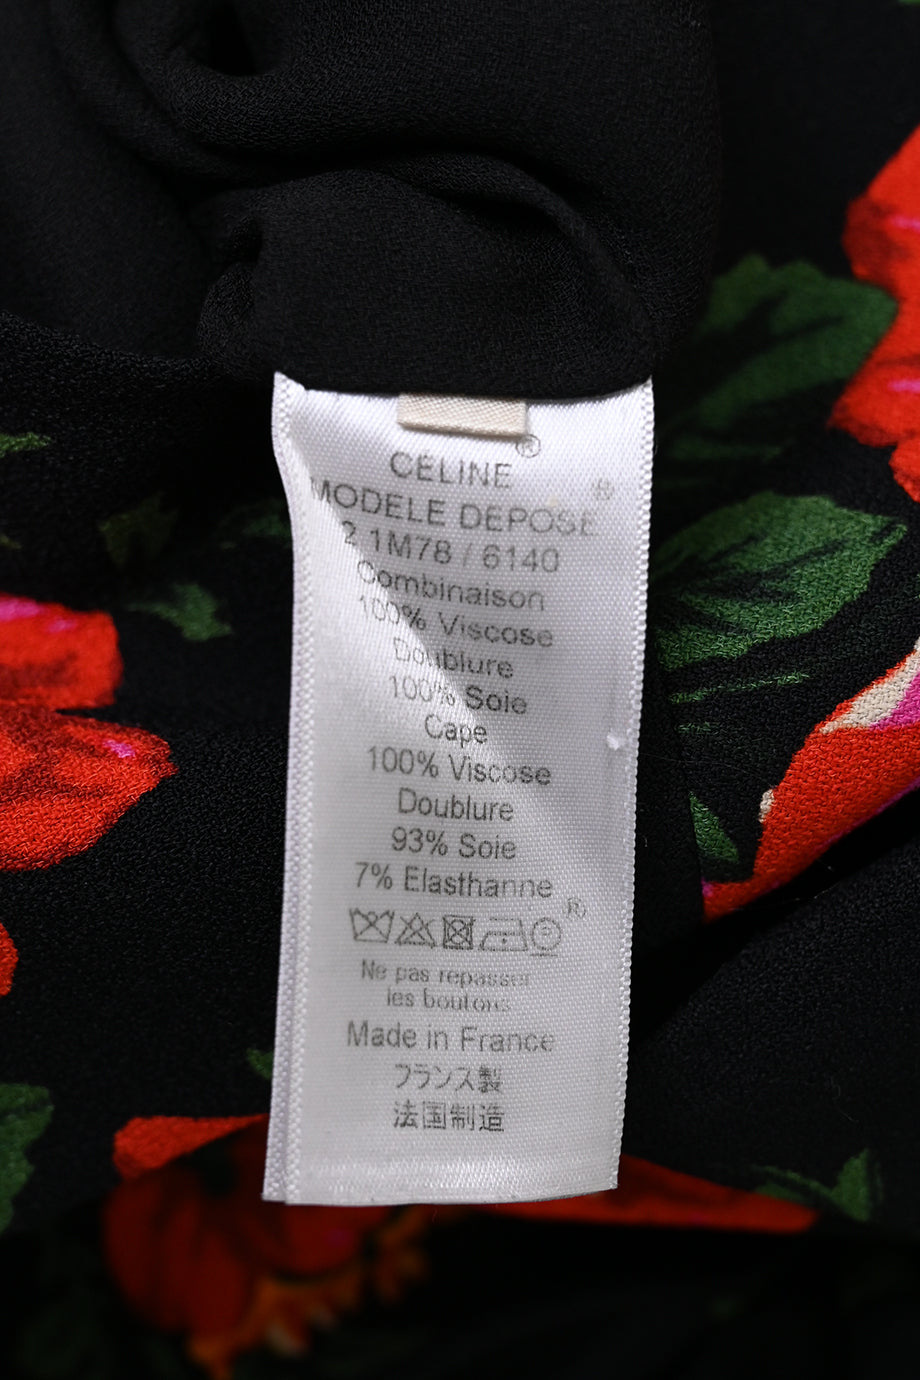 ®
CELINE
MODELE DEPOSE ®
2 1M78 / 6140
Combinaison
100% Viscose
Doublure
100% Soie
Cape
100% Viscose
Doublure
93% Soie
7% Elasthanne
®
Ne pas repasser
les boutons
Made in France
フランス製
法国制造